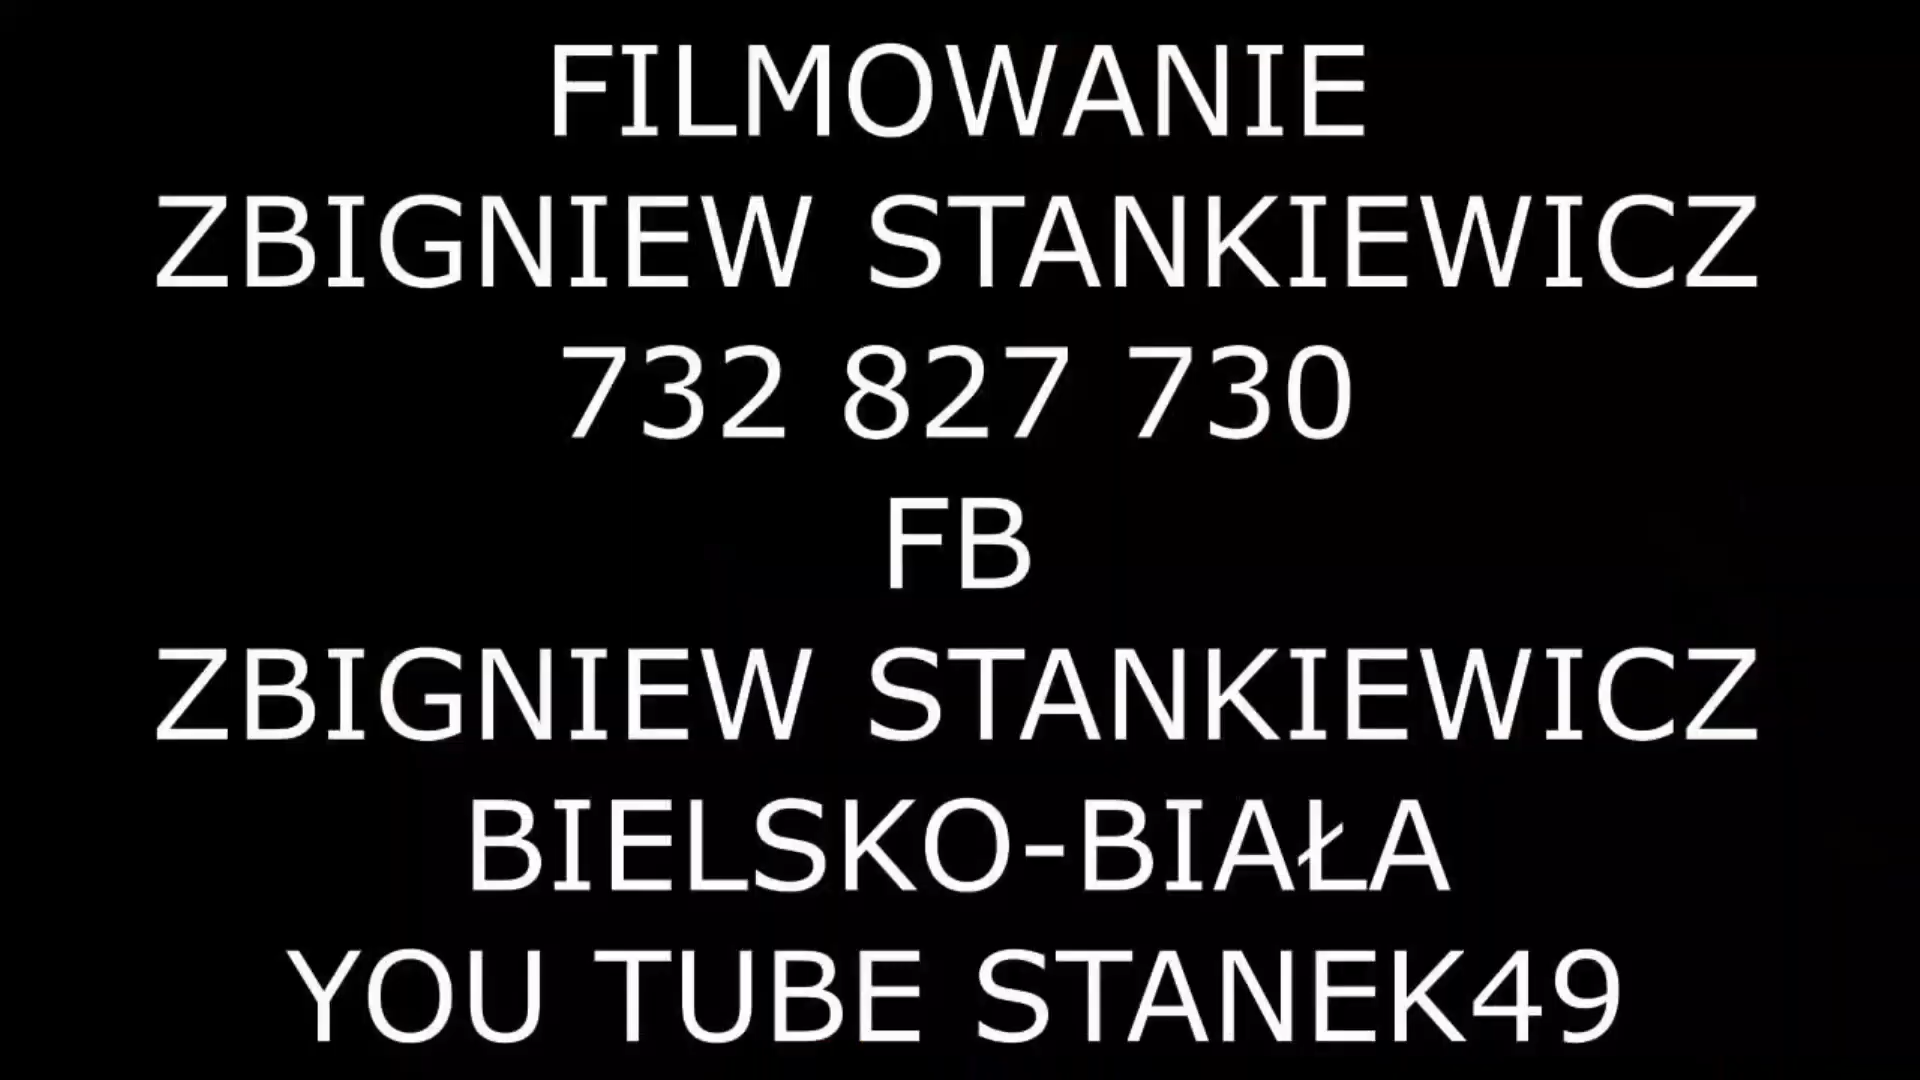 FILMOWANIE
ZBIGNIEW STANKIEWICZ
732 827 730
FB
ZBIGNIEW STANKIEWICZ
BIELSKO-BIAŁA
YOU TUBE STANEK49